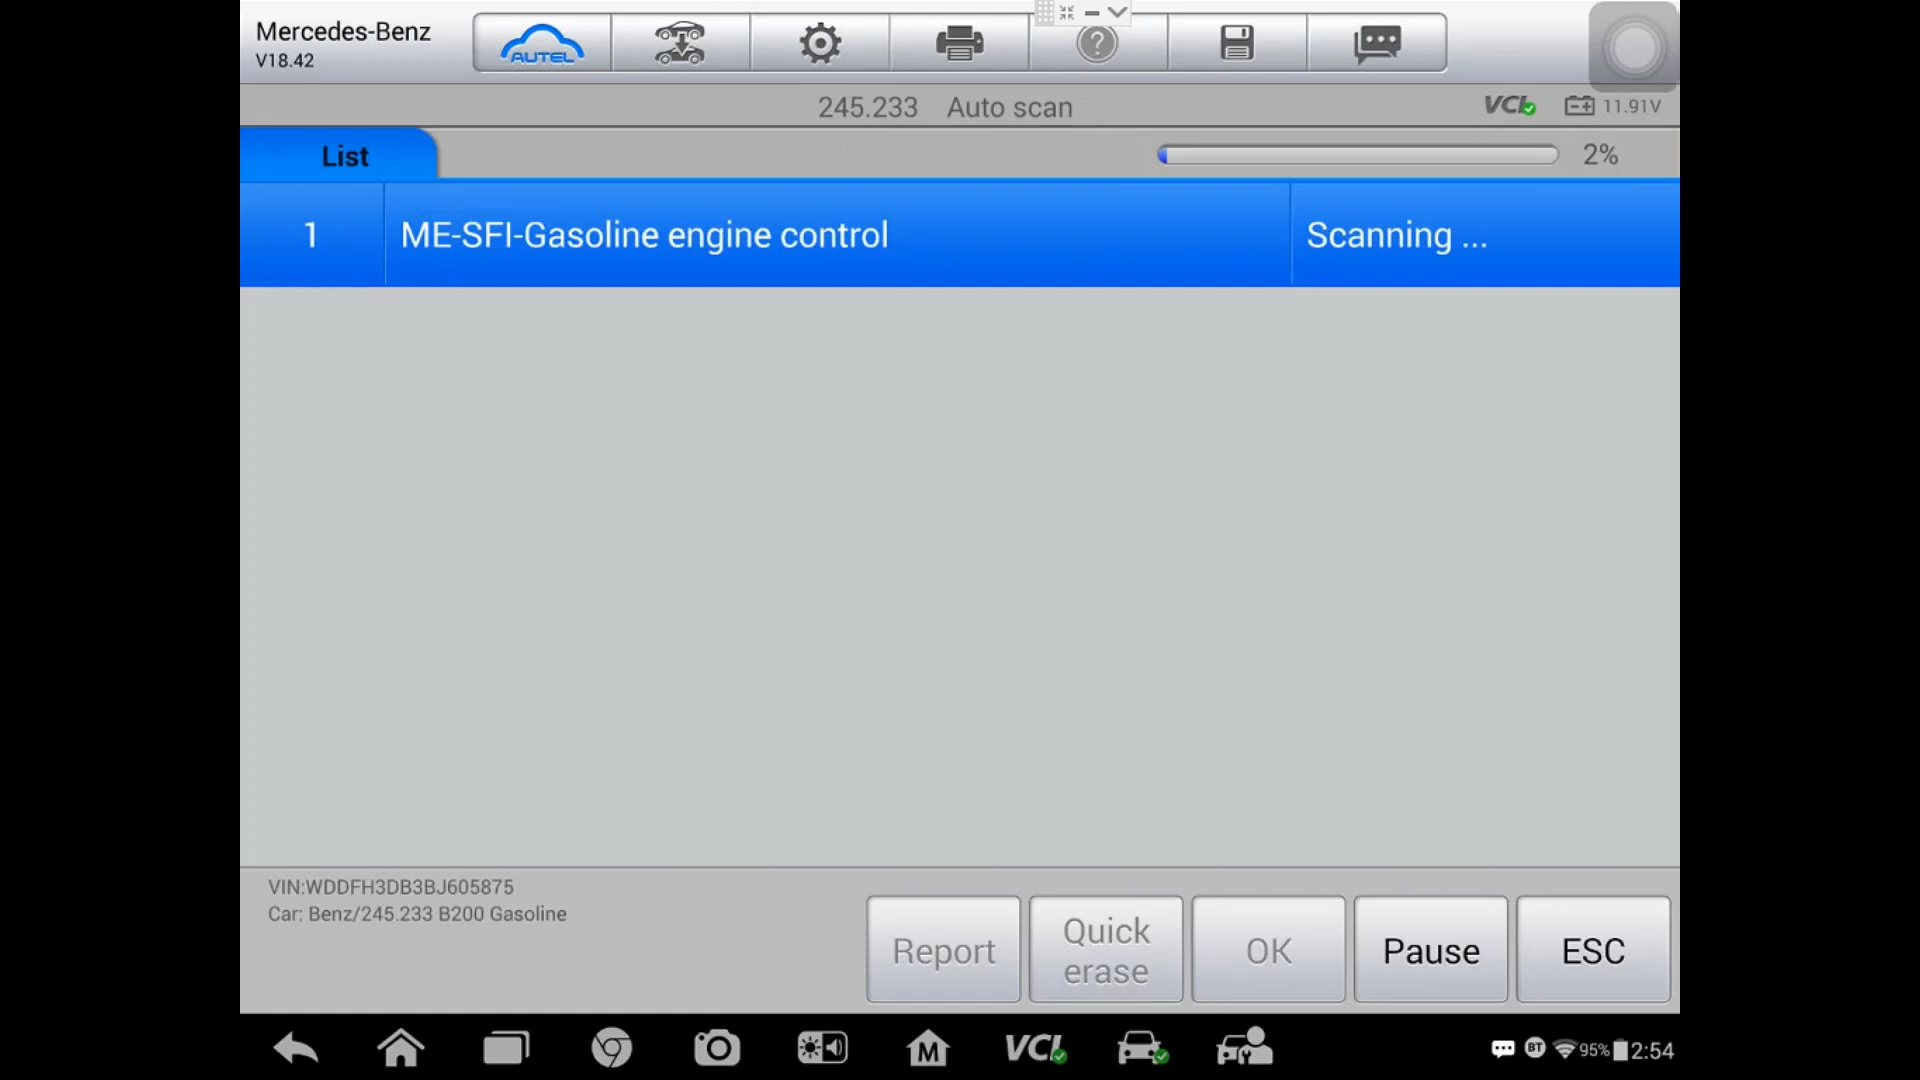 Mercedes-Benz
V18.42
AUTEL
?
245.233 Auto scan
VCI
11.91V
List
2%
1 ME-SFI-Gasoline engine control Scanning ...
VIN:WDDFH3DB3BJ605875
Car: Benz/245.233 B200 Gasoline
Report
Quick erase
OK
Pause
ESC
M
VCI
BT
95%
2:54